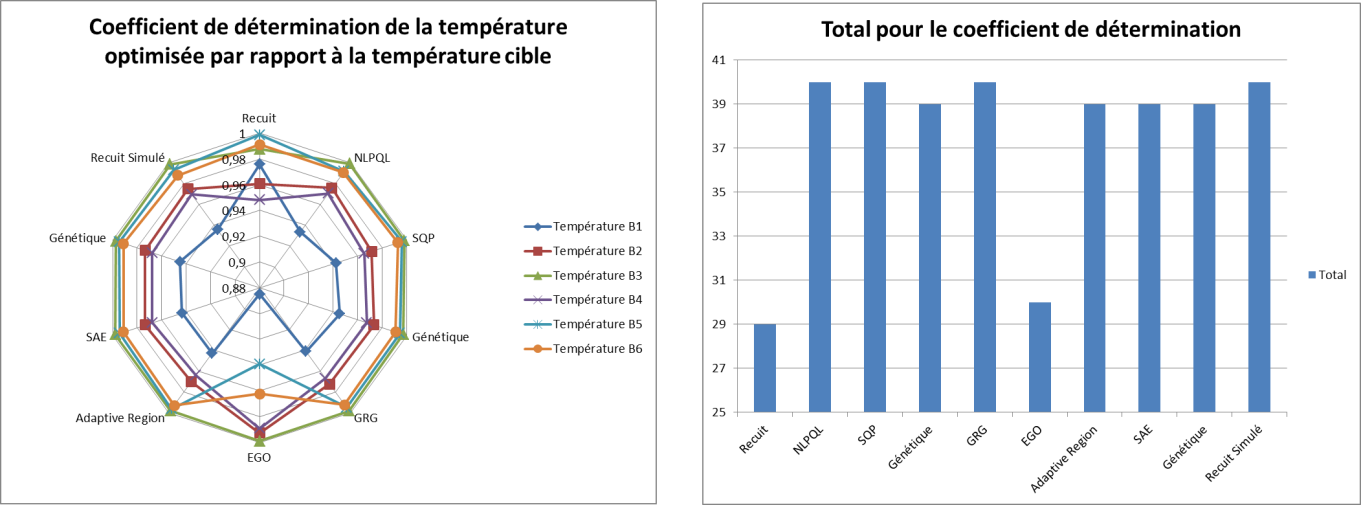 Coefficient de détermination de la température
optimisée par rapport à la température cible
Recuit
1
0,98
0,96
0,94
0,92
0,9
0,88
NLPQL
SQP
Génétique
GRG
EGO
Adaptive Region
SAE
Génétique
Recuit Simulé
Température B1
Température B2
Température B3
Température B4
Température B5
Température B6
Total pour le coefficient de détermination
41
39
37
35
33
31
29
27
25
Recuit
NLPQL
SQP
Génétique
GRG
EGO
Adaptive Region
SAE
Génétique
Recuit Simulé
Total